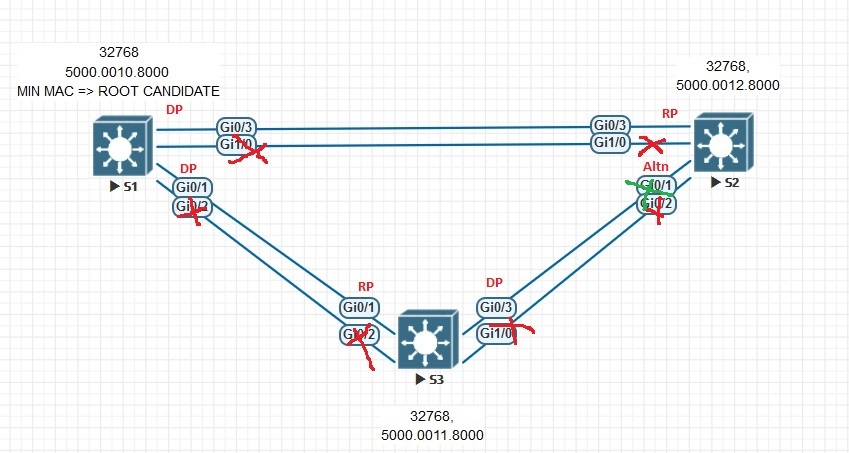 32768
5000.0010.8000
MIN MAC => ROOT CANDIDATE
32768,
5000.0012.8000
DP
RP
Gi0/3
Gi0/3
Gi1/0
Gi1/0
S1
S2
DP
Altn
Gi0/1
Gi0/1
Gi0/2
Gi0/2
RP
DP
Gi0/1
Gi0/3
Gi0/2
Gi1/0
S3
32768,
5000.0011.8000